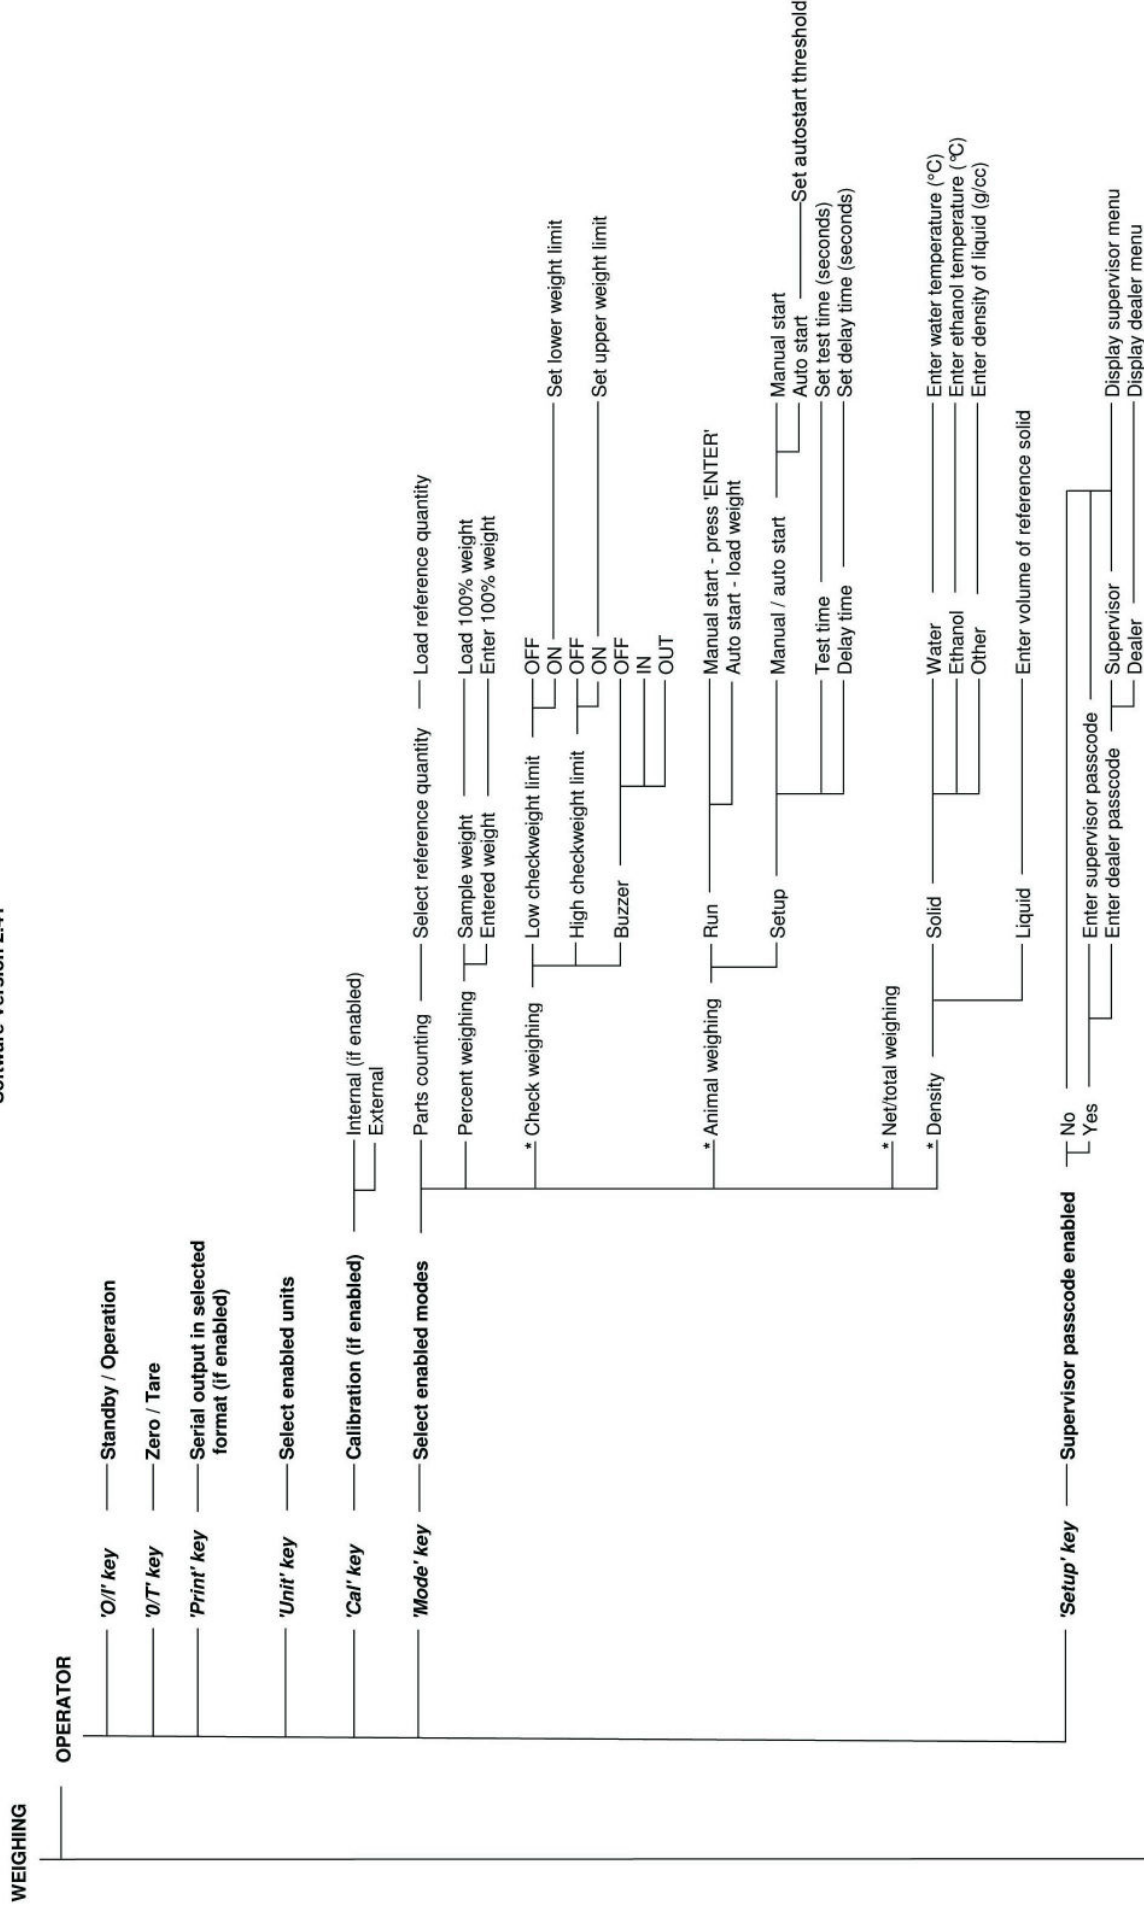 WEIGHING
OPERATOR
'O/I' key Standby / Operation
'0/T' key Zero / Tare
'Print' key Serial output in selected
format (if enabled)
'Unit' key Select enabled units
'Cal' key Calibration (if enabled) Internal (if enabled)
External
'Mode' key Select enabled modes Parts counting Select reference quantity Load reference quantity
Percent weighing Sample weight Load 100% weight
Entered weight Enter 100% weight
* Check weighing Low checkweight limit OFF
ON Set lower weight limit
High checkweight limit OFF
ON Set upper weight limit
Buzzer OFF
IN
OUT
* Animal weighing Run Manual start - press 'ENTER'
Auto start - load weight
Setup Manual / auto start Manual start
Auto start Set autostart threshold
Test time Set test time (seconds)
Delay time Set delay time (seconds)
* Net/total weighing
* Density Solid Water Enter water temperature (°C)
Ethanol Enter ethanol temperature (°C)
Other Enter density of liquid (g/cc)
Liquid Enter volume of reference solid
'Setup' key Supervisor passcode enabled No
Yes Enter supervisor passcode
Enter dealer passcode Supervisor Display supervisor menu
Dealer Display dealer menu